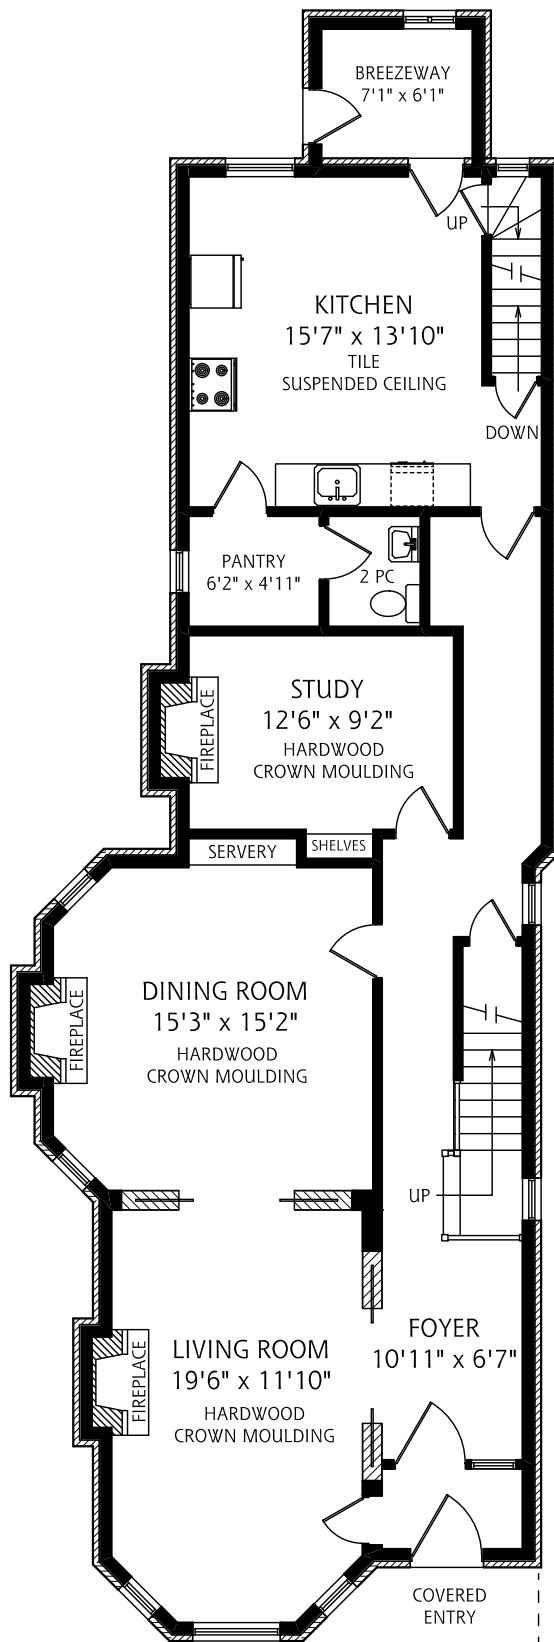 BREEZEWAY
7'1" x 6'1"
UP
KITCHEN
15'7" x 13'10"
TILE
SUSPENDED CEILING
DOWN
PANTRY
6'2" x 4'11"
2 PC
STUDY
12'6" x 9'2"
HARDWOOD
CROWN MOULDING
FIREPLACE
SERVERY
SHELVES
DINING ROOM
15'3" x 15'2"
HARDWOOD
CROWN MOULDING
FIREPLACE
UP
FOYER
10'11" x 6'7"
LIVING ROOM
19'6" x 11'10"
HARDWOOD
CROWN MOULDING
FIREPLACE
COVERED
ENTRY